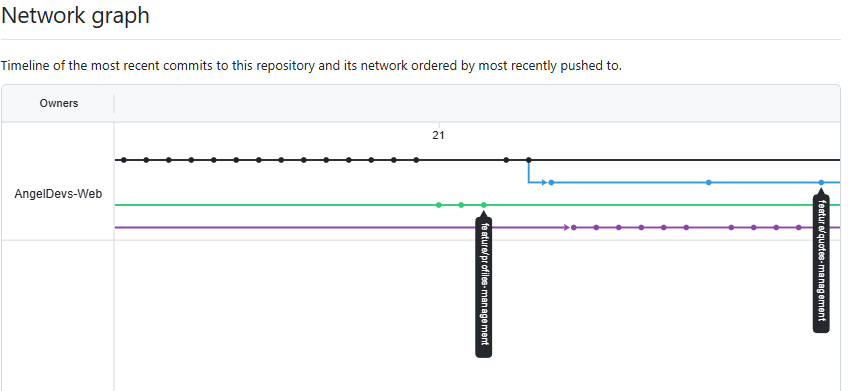 Network graph
Timeline of the most recent commits to this repository and its network ordered by most recently pushed to.
Owners
21
AngelDevs-Web
feature/profiles-management
feature/quotes-management